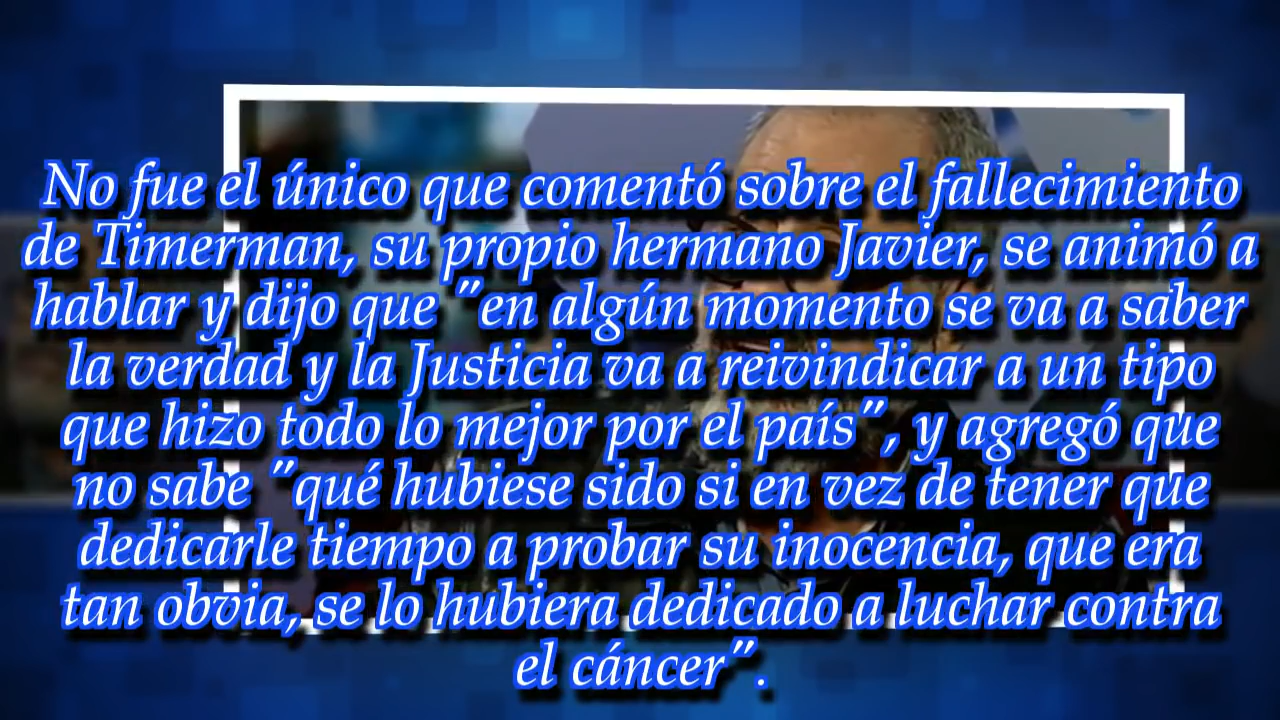 No fue el único que comentó sobre el fallecimiento
de Timerman, su propio hermano Javier, se animó a
hablar y dijo que "en algún momento se va a saber
la verdad y la Justicia va a reivindicar a un tipo
que hizo todo lo mejor por el país", y agregó que
no sabe "qué hubiese sido si en vez de tener que
dedicarle tiempo a probar su inocencia, que era
tan obvia, se lo hubiera dedicado a luchar contra
el cáncer”.